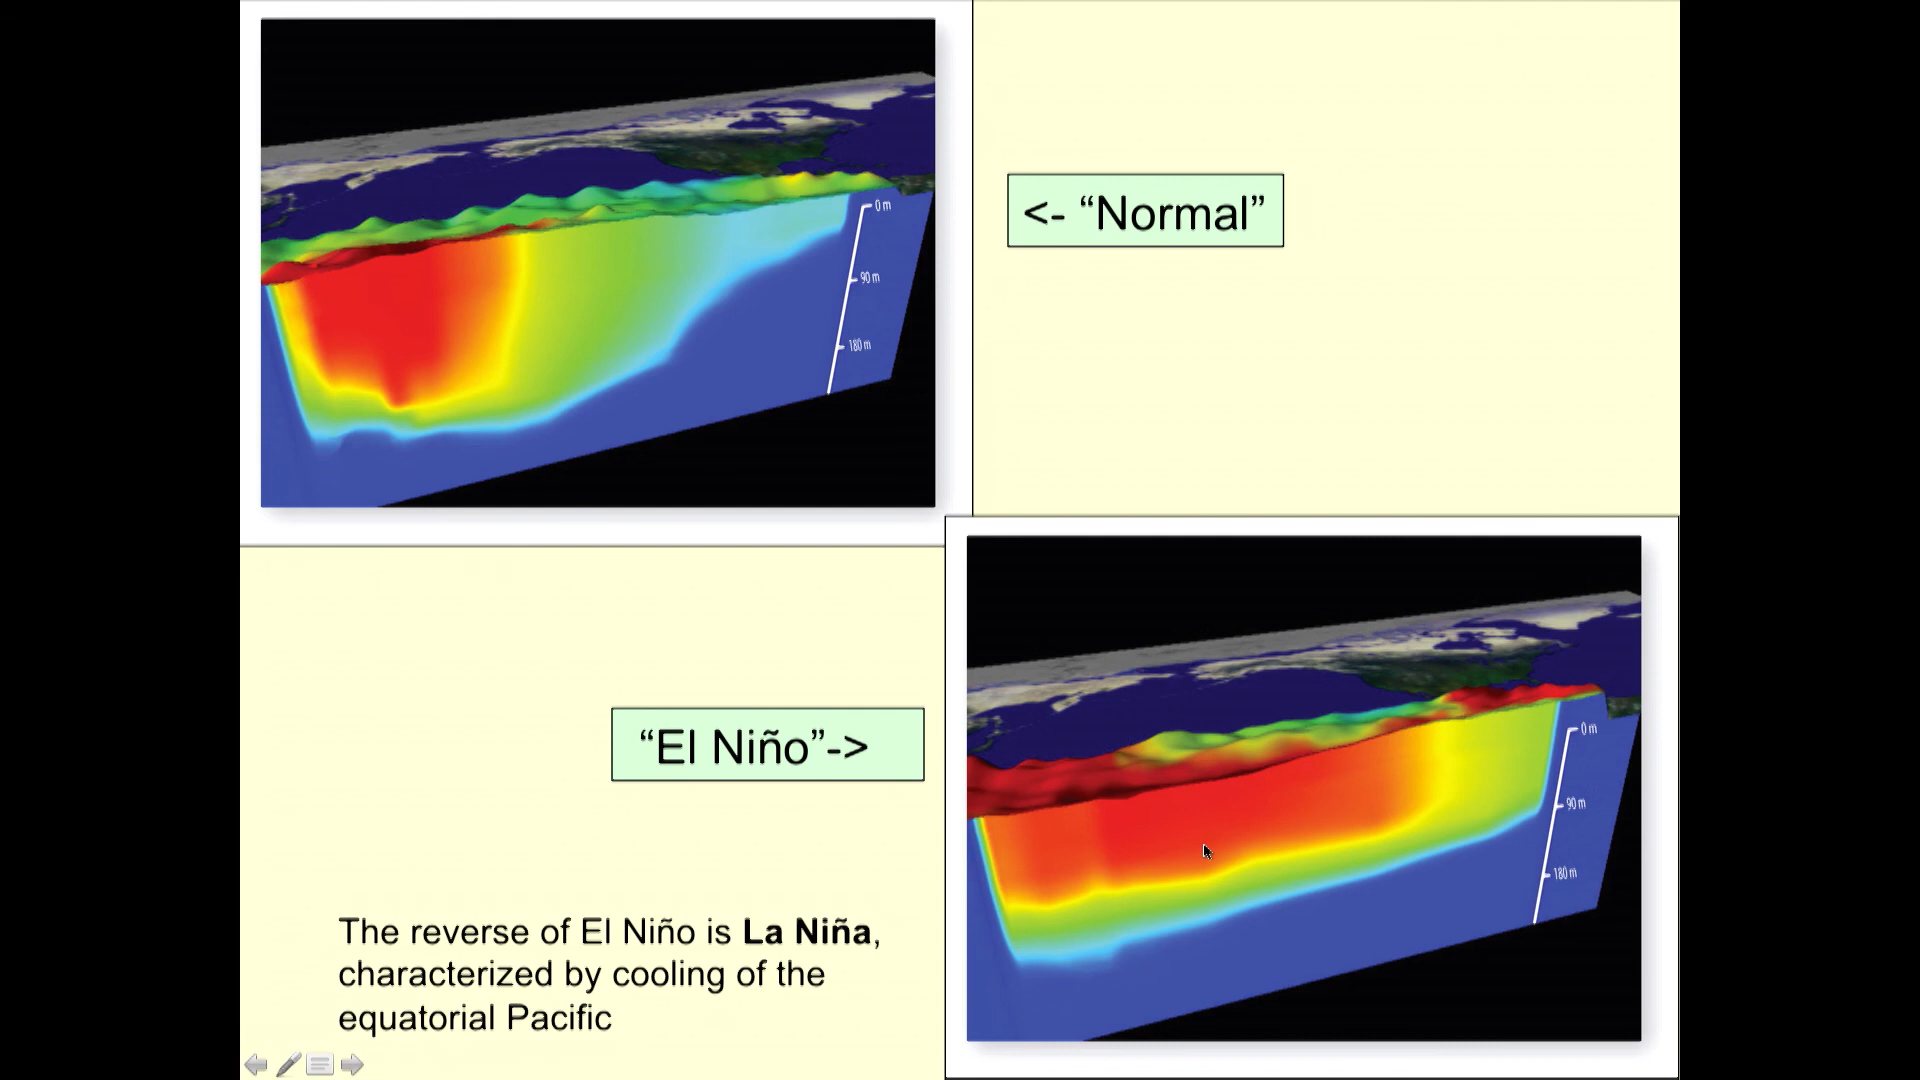 0 m
90 m
180 m
<- “Normal”
“El Niño”->
0 m
90 m
180 m
The reverse of El Niño is La Niña,
characterized by cooling of the
equatorial Pacific